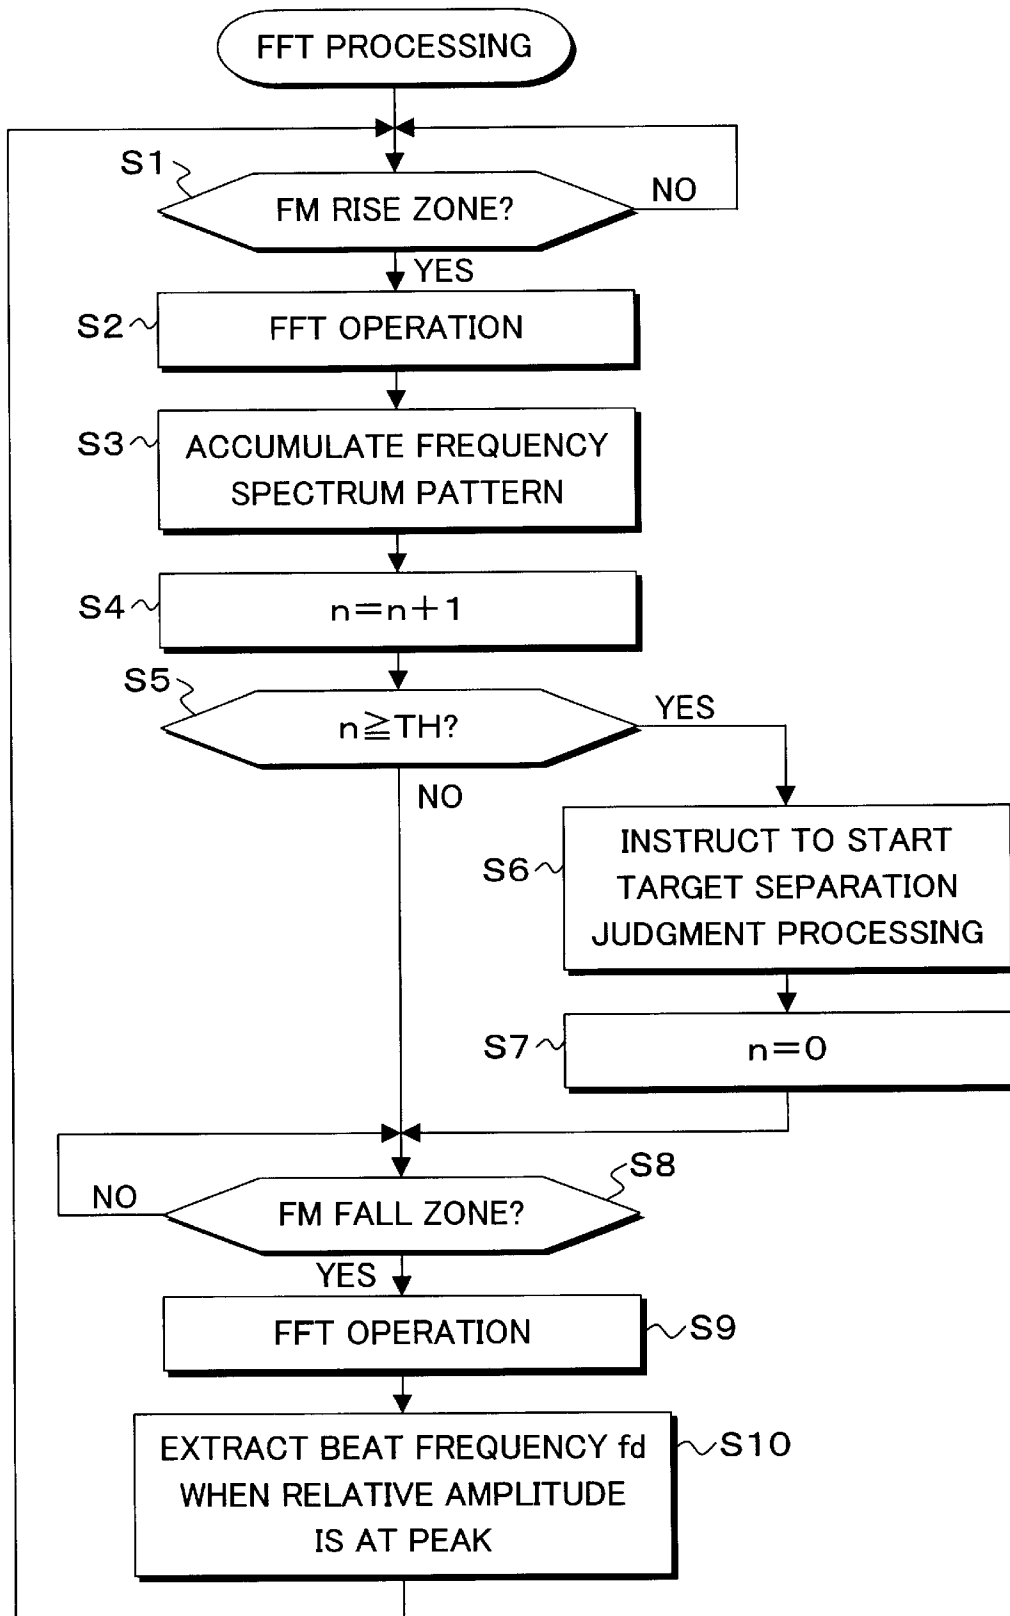 FFT PROCESSING
S1
FM RISE ZONE?
NO
YES
S2
FFT OPERATION
S3
ACCUMULATE FREQUENCY
SPECTRUM PATTERN
S4
n=n+1
S5
n≧TH?
YES
NO
S6
INSTRUCT TO START
TARGET SEPARATION
JUDGMENT PROCESSING
S7
n=0
S8
NO
FM FALL ZONE?
YES
FFT OPERATION
S9
EXTRACT BEAT FREQUENCY fd
WHEN RELATIVE AMPLITUDE
IS AT PEAK
S10